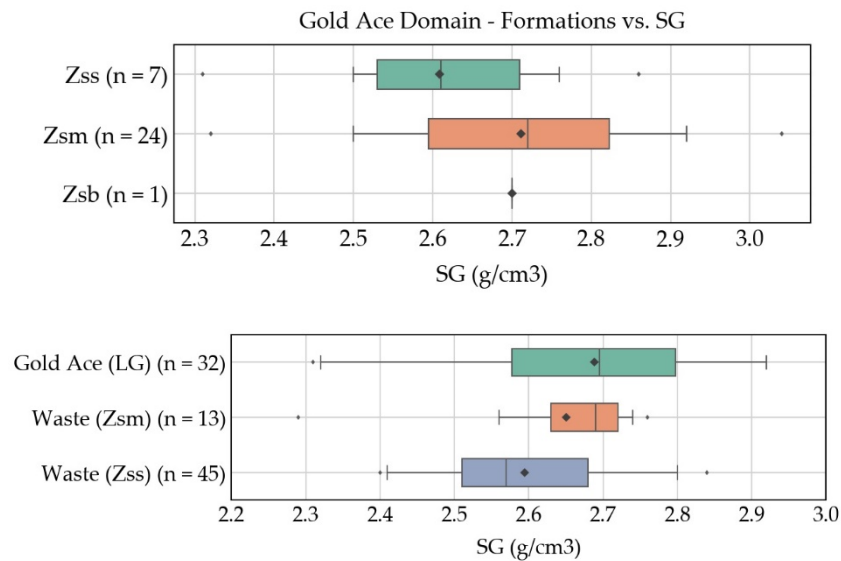 Gold Ace Domain - Formations vs. SG
Zss (n = 7)
Zsm (n = 24)
Zsb (n = 1)
2.3 2.4 2.5 2.6 2.7 2.8 2.9 3.0
SG (g/cm3)
Gold Ace (LG) (n = 32)
Waste (Zsm) (n = 13)
Waste (Zss) (n = 45)
2.2 2.3 2.4 2.5 2.6 2.7 2.8 2.9 3.0
SG (g/cm3)